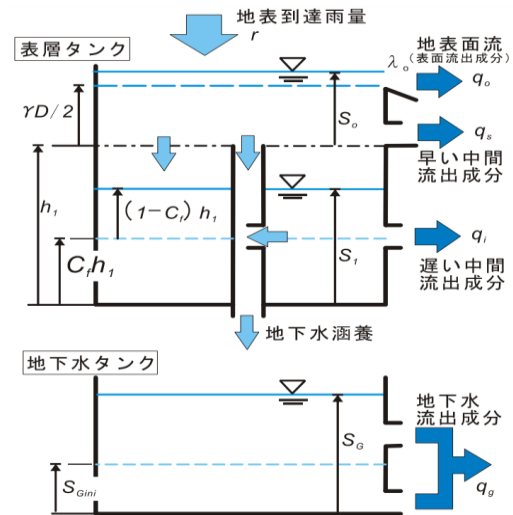 地表到達雨量
r
表層タンク
地表面流
(表面流出成分)
λo
qo
γD/2
So
qs
早い中間
流出成分
h1
(1−Cf)h1
qi
Cfh1
S1
遅い中間
流出成分
地下水涵養
地下水タンク
地下水
流出成分
SG
SGini
qg